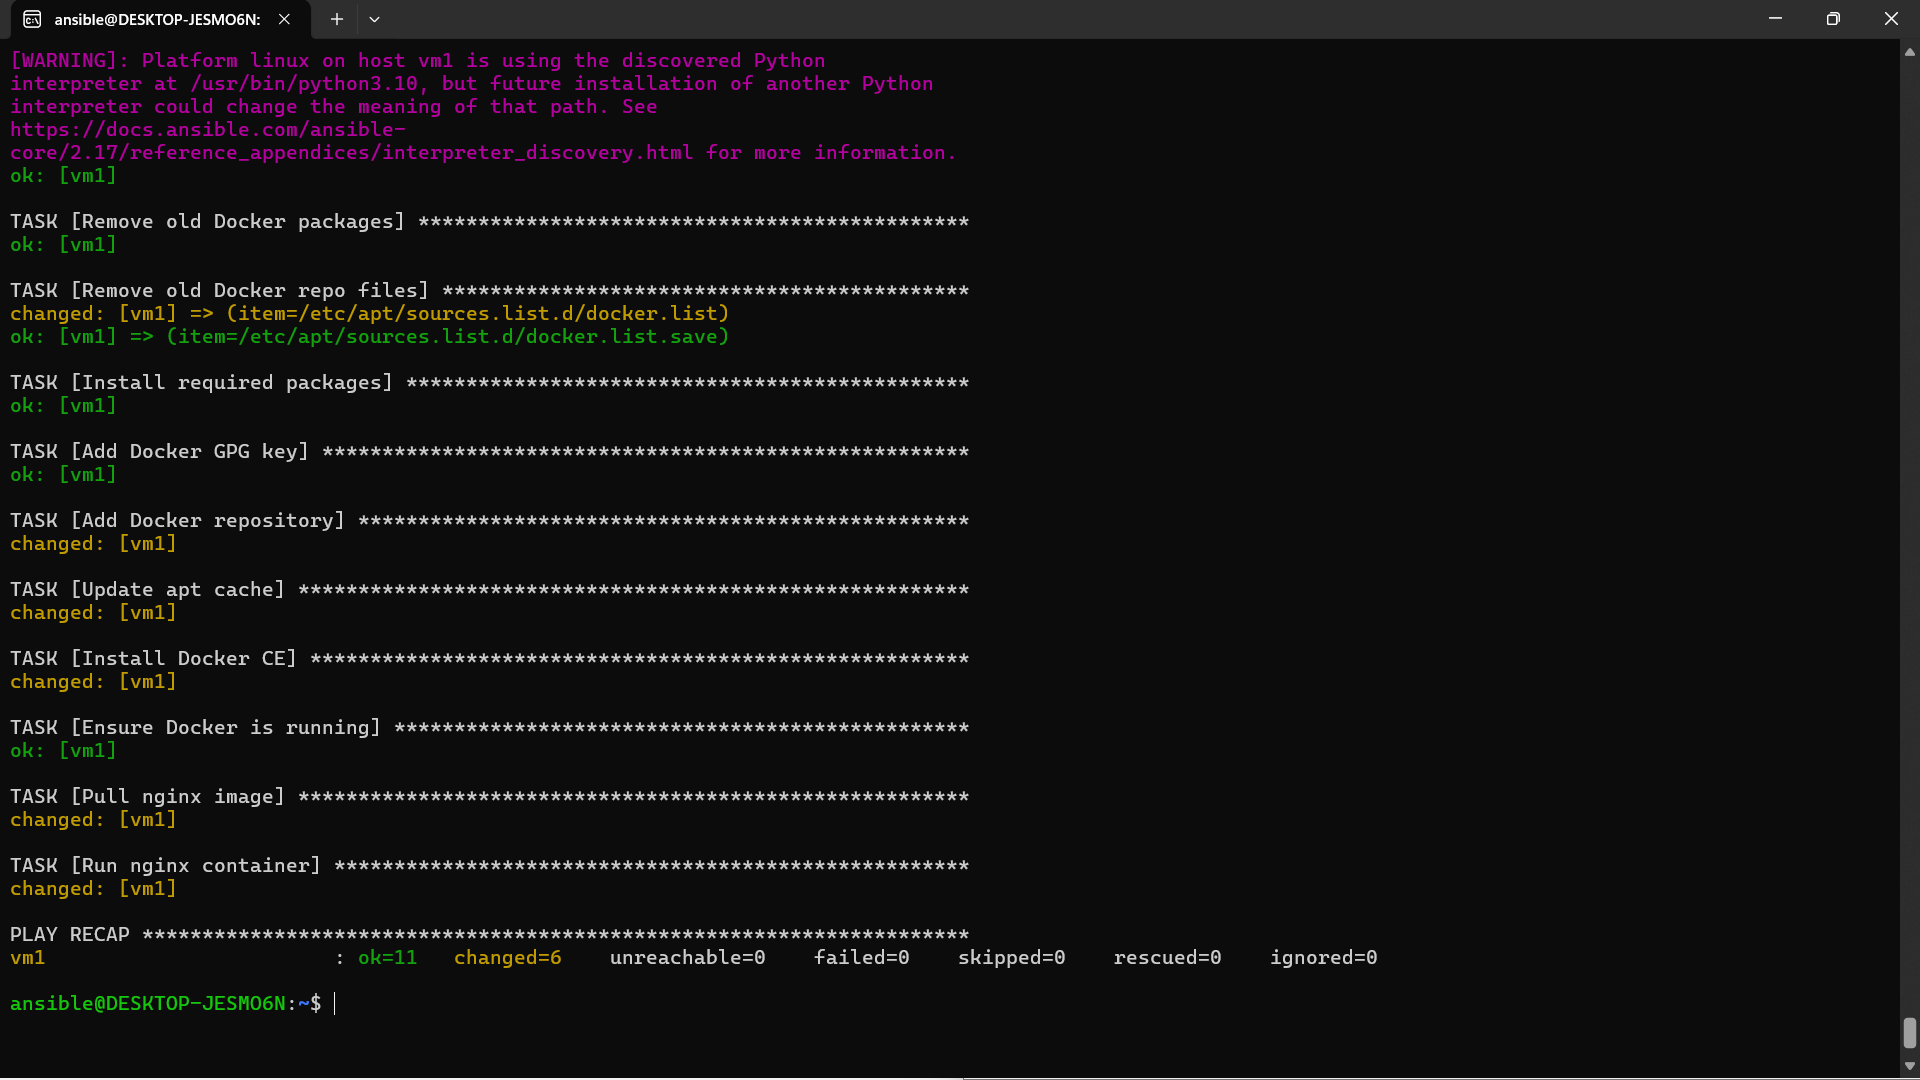 ansible@DESKTOP-JESMO6N:
[WARNING]: Platform linux on host vm1 is using the discovered Python
interpreter at /usr/bin/python3.10, but future installation of another Python
interpreter could change the meaning of that path. See
https://docs.ansible.com/ansible-
core/2.17/reference_appendices/interpreter_discovery.html for more information.
ok: [vm1]
TASK [Remove old Docker packages] **********************************************
ok: [vm1]
TASK [Remove old Docker repo files] ********************************************
changed: [vm1] => (item=/etc/apt/sources.list.d/docker.list)
ok: [vm1] => (item=/etc/apt/sources.list.d/docker.list.save)
TASK [Install required packages] ***********************************************
ok: [vm1]
TASK [Add Docker GPG key] ******************************************************
ok: [vm1]
TASK [Add Docker repository] ***************************************************
changed: [vm1]
TASK [Update apt cache] ********************************************************
changed: [vm1]
TASK [Install Docker CE] *******************************************************
changed: [vm1]
TASK [Ensure Docker is running] ************************************************
ok: [vm1]
TASK [Pull nginx image] ********************************************************
changed: [vm1]
TASK [Run nginx container] *****************************************************
changed: [vm1]
PLAY RECAP *********************************************************************
vm1                        : ok=11   changed=6    unreachable=0    failed=0    skipped=0    rescued=0    ignored=0
ansible@DESKTOP-JESMO6N:~$